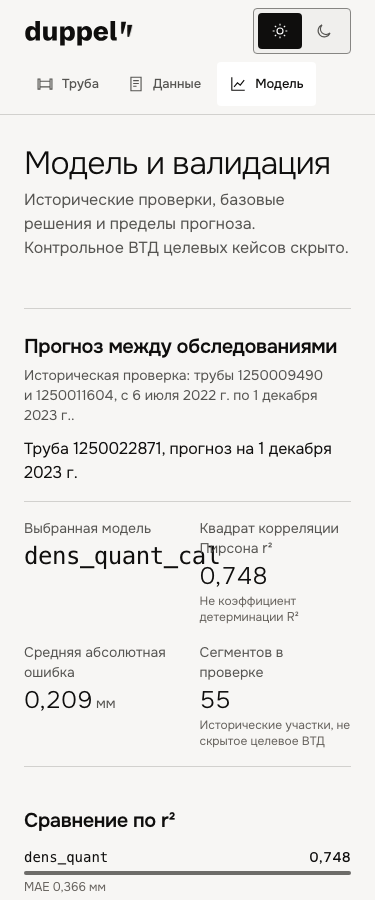 duppel
Труба
Данные
Модель
Модель и валидация
Исторические проверки, базовые
решения и пределы прогноза.
Контрольное ВТД целевых кейсов скрыто.
Прогноз между обследованиями
Историческая проверка: трубы 1250009490
и 1250011604, с 6 июля 2022 г. по 1 декабря
2023 г..
Труба 1250022871, прогноз на 1 декабря
2023 г.
Выбранная модель
dens_quant_cal
Квадрат корреляции
Пирсона r²
0,748
Не коэффициент
детерминации R²
Средняя абсолютная
ошибка
0,209 мм
Сегментов в
проверке
55
Исторические участки, не
скрытое целевое ВТД
Сравнение по r²
dens_quant 0,748
MAE 0,366 мм